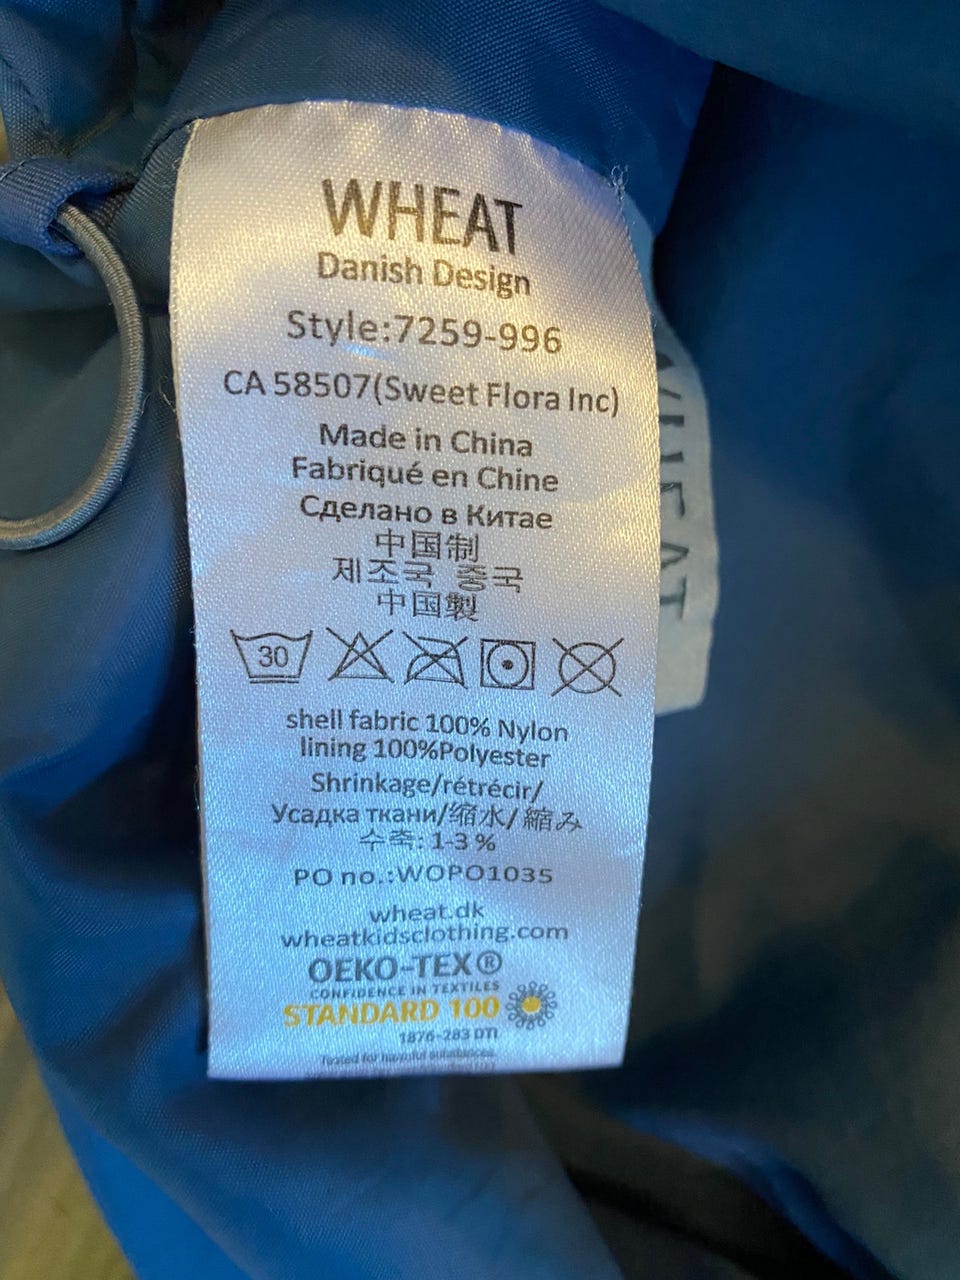 WHEAT
Danish Design
Style:7259-996
CA 58507(Sweet Flora Inc)
Made in China
Fabriqué en Chine
Сделано в Китае
中国制
제조국 중국
中国製
30
shell fabric 100% Nylon
lining 100%Polyester
Shrinkage/rétrécir/
Усадка ткани/缩水/ 縮み
수축: 1-3 %
PO no.:WOPO1035
wheat.dk
wheatkidsclothing.com
OEKO-TEX®
CONFIDENCE IN TEXTILES
STANDARD 100
1876-283 DTI
Tested for harmful substances.
WHEAT